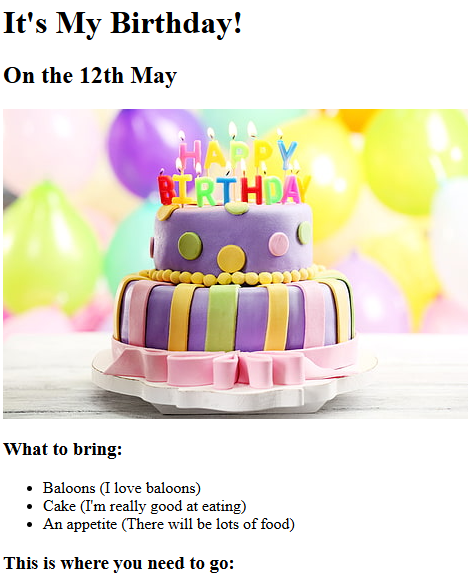 It's My Birthday!
On the 12th May
HAPPY
BIRTHDAY
What to bring:
Baloons (I love baloons)
Cake (I'm really good at eating)
An appetite (There will be lots of food)
This is where you need to go: